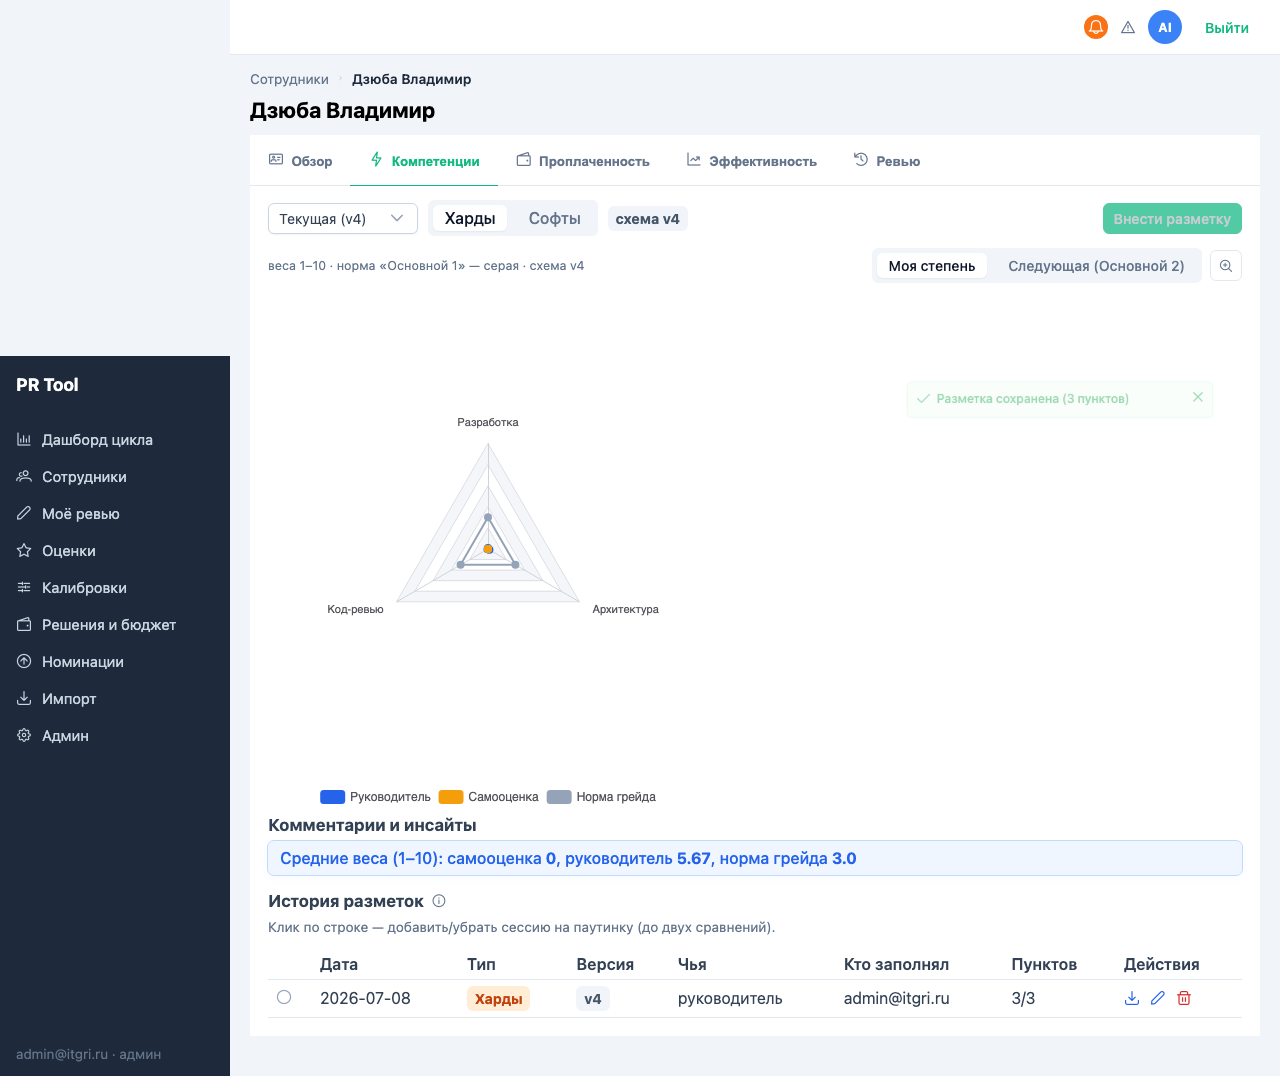 AI
Выйти
Сотрудники
Дзюба Владимир
Дзюба Владимир
Обзор
Компетенции
Проплаченность
Эффективность
Ревью
Текущая (v4)
Харды
Софты
схема v4
Внести разметку
веса 1–10 · норма «Основной 1» — серая · схема v4
Моя степень
Следующая (Основной 2)
Разметка сохранена (3 пунктов)
Разработка
Код-ревью
Архитектура
Руководитель
Самооценка
Норма грейда
Комментарии и инсайты
Средние веса (1–10): самооценка 0, руководитель 5.67, норма грейда 3.0
История разметок
Клик по строке — добавить/убрать сессию на паутинку (до двух сравнений).
Дата Тип Версия Чья Кто заполнял Пунктов Действия
2026-07-08 Харды v4 руководитель admin@itgri.ru 3/3
PR Tool
Дашборд цикла
Сотрудники
Моё ревью
Оценки
Калибровки
Решения и бюджет
Номинации
Импорт
Админ
admin@itgri.ru · админ